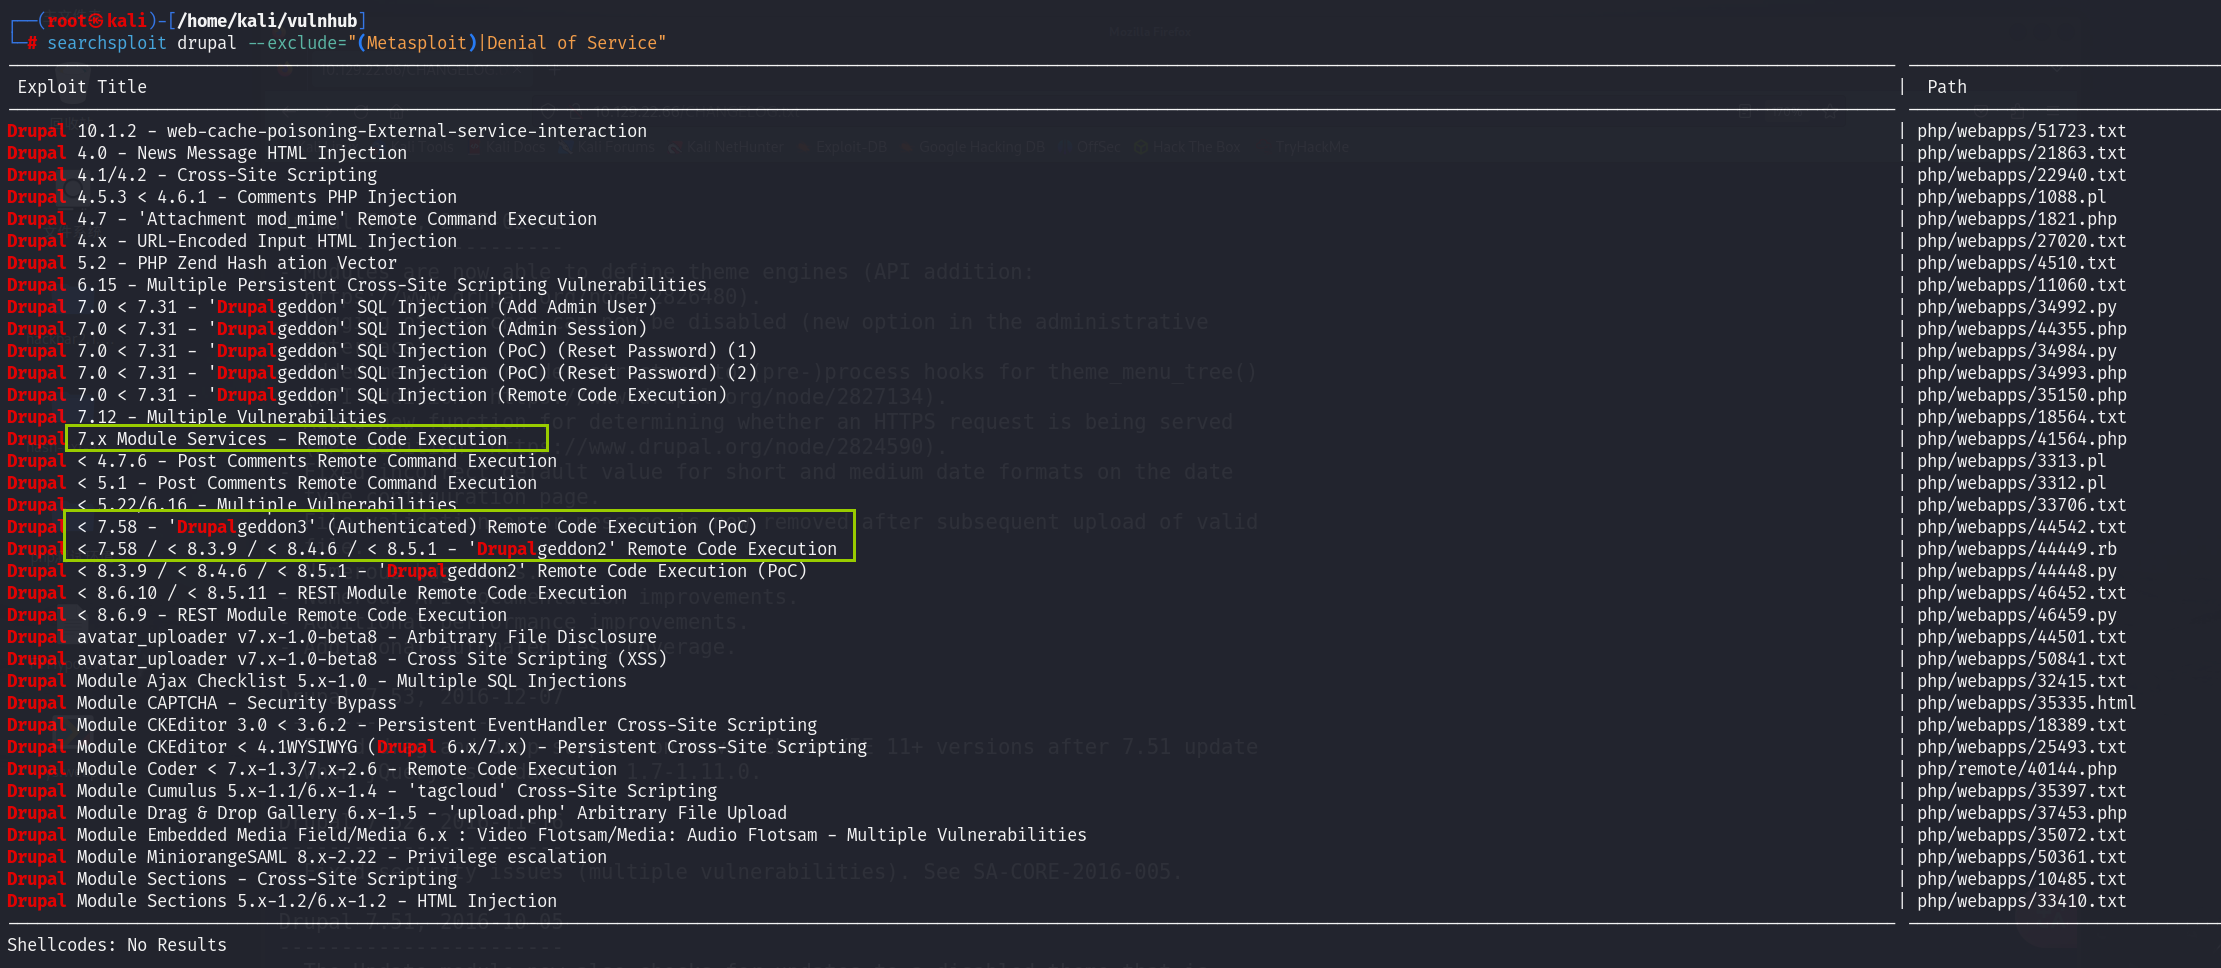 ┌──(root㉿kali)-[/home/kali/vulnhub]
└─# searchsploit drupal --exclude="(Metasploit)|Denial of Service"
Exploit Title | Path
Drupal 10.1.2 - web-cache-poisoning-External-service-interaction | php/webapps/51723.txt
Drupal 4.0 - News Message HTML Injection | php/webapps/21863.txt
Drupal 4.1/4.2 - Cross-Site Scripting | php/webapps/22940.txt
Drupal 4.5.3 < 4.6.1 - Comments PHP Injection | php/webapps/1088.pl
Drupal 4.7 - 'Attachment mod_mime' Remote Command Execution | php/webapps/1821.php
Drupal 4.x - URL-Encoded Input HTML Injection | php/webapps/27020.txt
Drupal 5.2 - PHP Zend Hash ation Vector | php/webapps/4510.txt
Drupal 6.15 - Multiple Persistent Cross-Site Scripting Vulnerabilities | php/webapps/11060.txt
Drupal 7.0 < 7.31 - 'Drupalgeddon' SQL Injection (Add Admin User) | php/webapps/34992.py
Drupal 7.0 < 7.31 - 'Drupalgeddon' SQL Injection (Admin Session) | php/webapps/44355.php
Drupal 7.0 < 7.31 - 'Drupalgeddon' SQL Injection (PoC) (Reset Password) (1) | php/webapps/34984.py
Drupal 7.0 < 7.31 - 'Drupalgeddon' SQL Injection (PoC) (Reset Password) (2) | php/webapps/34993.php
Drupal 7.0 < 7.31 - 'Drupalgeddon' SQL Injection (Remote Code Execution) | php/webapps/35150.php
Drupal 7.12 - Multiple Vulnerabilities | php/webapps/18564.txt
Drupal 7.x Module Services - Remote Code Execution | php/webapps/41564.php
Drupal < 4.7.6 - Post Comments Remote Command Execution | php/webapps/3313.pl
Drupal < 5.1 - Post Comments Remote Command Execution | php/webapps/3312.pl
Drupal < 5.22/6.16 - Multiple Vulnerabilities | php/webapps/33706.txt
Drupal < 7.58 - 'Drupalgeddon3' (Authenticated) Remote Code Execution (PoC) | php/webapps/44542.txt
Drupal < 7.58 / < 8.3.9 / < 8.4.6 / < 8.5.1 - 'Drupalgeddon2' Remote Code Execution | php/webapps/44449.rb
Drupal < 8.3.9 / < 8.4.6 / < 8.5.1 - 'Drupalgeddon2' Remote Code Execution (PoC) | php/webapps/44448.py
Drupal < 8.6.10 / < 8.5.11 - REST Module Remote Code Execution | php/webapps/46452.txt
Drupal < 8.6.9 - REST Module Remote Code Execution | php/webapps/46459.py
Drupal avatar_uploader v7.x-1.0-beta8 - Arbitrary File Disclosure | php/webapps/44501.txt
Drupal avatar_uploader v7.x-1.0-beta8 - Cross Site Scripting (XSS) | php/webapps/50841.txt
Drupal Module Ajax Checklist 5.x-1.0 - Multiple SQL Injections | php/webapps/32415.txt
Drupal Module CAPTCHA - Security Bypass | php/webapps/35335.html
Drupal Module CKEditor 3.0 < 3.6.2 - Persistent EventHandler Cross-Site Scripting | php/webapps/18389.txt
Drupal Module CKEditor < 4.1WYSIWYG (Drupal 6.x/7.x) - Persistent Cross-Site Scripting | php/webapps/25493.txt
Drupal Module Coder < 7.x-1.3/7.x-2.6 - Remote Code Execution | php/remote/40144.php
Drupal Module Cumulus 5.x-1.1/6.x-1.4 - 'tagcloud' Cross-Site Scripting | php/webapps/35397.txt
Drupal Module Drag & Drop Gallery 6.x-1.5 - 'upload.php' Arbitrary File Upload | php/webapps/37453.php
Drupal Module Embedded Media Field/Media 6.x : Video Flotsam/Media: Audio Flotsam - Multiple Vulnerabilities | php/webapps/35072.txt
Drupal Module MiniorangeSAML 8.x-2.22 - Privilege escalation | php/webapps/50361.txt
Drupal Module Sections - Cross-Site Scripting | php/webapps/10485.txt
Drupal Module Sections 5.x-1.2/6.x-1.2 - HTML Injection | php/webapps/33410.txt
Shellcodes: No Results